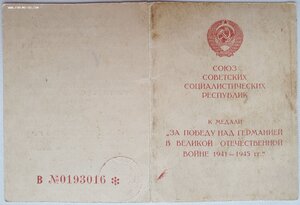 СОЮЗ
СОВЕТСКИХ
СОЦИАЛИСТИЧЕСКИХ
РЕСПУБЛИК
К МЕДАЛИ
„ЗА ПОБЕДУ НАД ГЕРМАНИЕЙ
В ВЕЛИКОЙ ОТЕЧЕСТВЕННОЙ
ВОЙНЕ 1941—1945 гг."
В №0193016 *